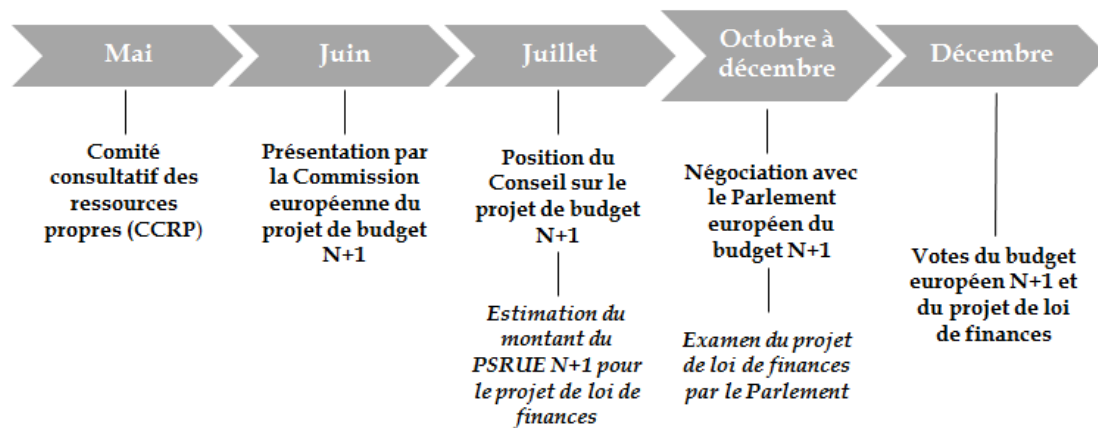 Mai
Juin
Juillet
Octobre à
décembre
Décembre
Comité
consultatif des
ressources
propres (CCRP)
Présentation par
la Commission
européenne du
projet de budget
N+1
Position du
Conseil sur le
projet de budget
N+1
Estimation du
montant du
PSRUE N+1 pour
le projet de loi de
finances
Négociation avec
le Parlement
européen du
budget N+1
Examen du projet
de loi de finances
par le Parlement
Votes du budget
européen N+1 et
du projet de loi
de finances